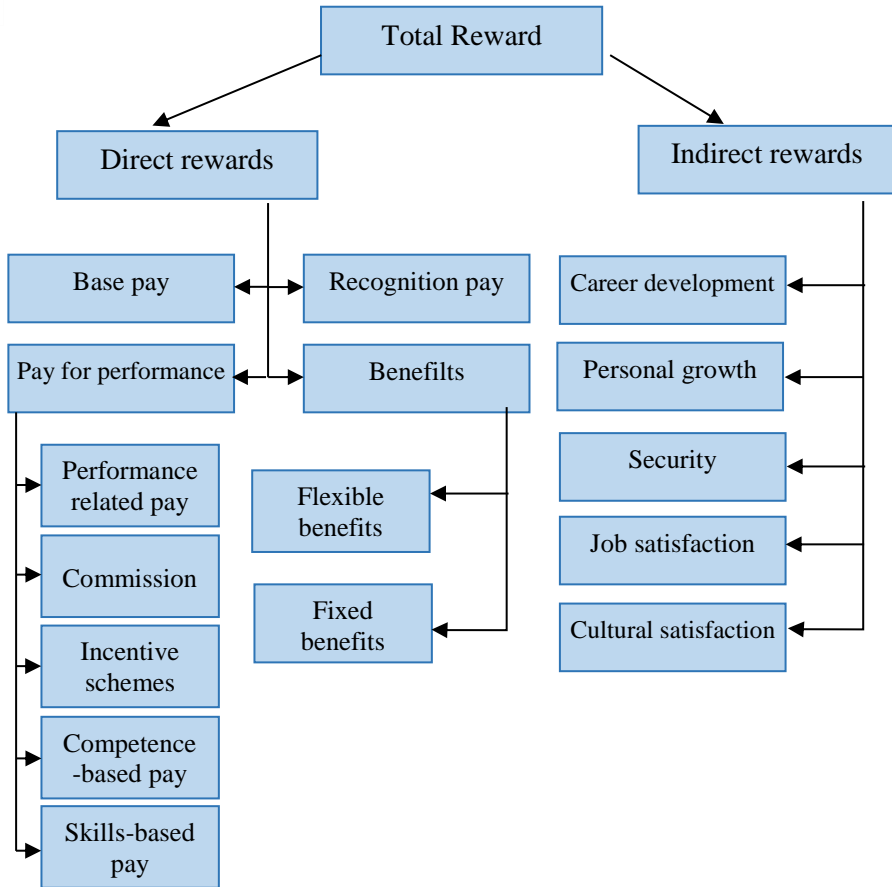 Total Reward
Direct rewards
Indirect rewards
Base pay
Recognition pay
Career development
Pay for performance
Benefilts
Personal growth
Performance
related pay
Flexible
benefits
Security
Commission
Job satisfaction
Fixed
benefits
Cultural satisfaction
Incentive
schemes
Competence
-based pay
Skills-based
pay